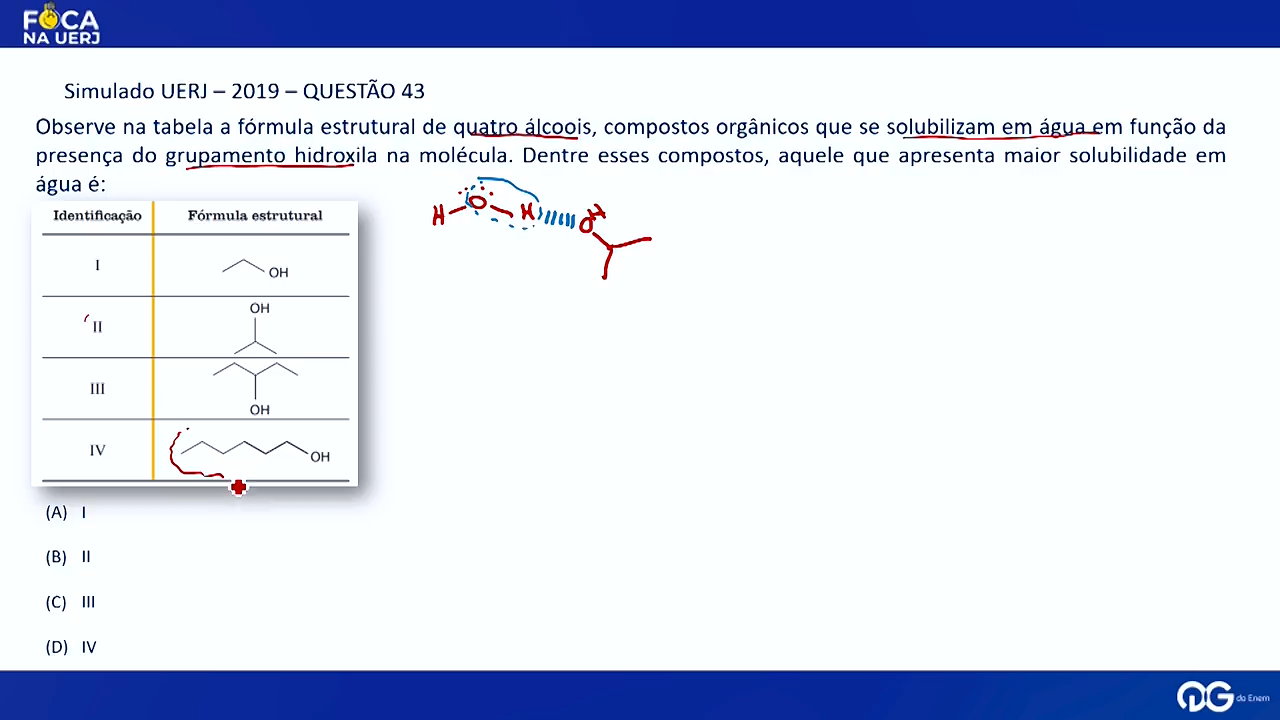 FOCA
NA UERJ
Simulado UERJ – 2019 – QUESTÃO 43
Observe na tabela a fórmula estrutural de quatro álcoois, compostos orgânicos que se solubilizam em água em função da
presença do grupamento hidroxila na molécula. Dentre esses compostos, aquele que apresenta maior solubilidade em
água é:
H O H O H
Identificação Fórmula estrutural
I OH
II OH
III OH
IV OH
(A) I
(B) II
(C) III
(D) IV
QG do Enem